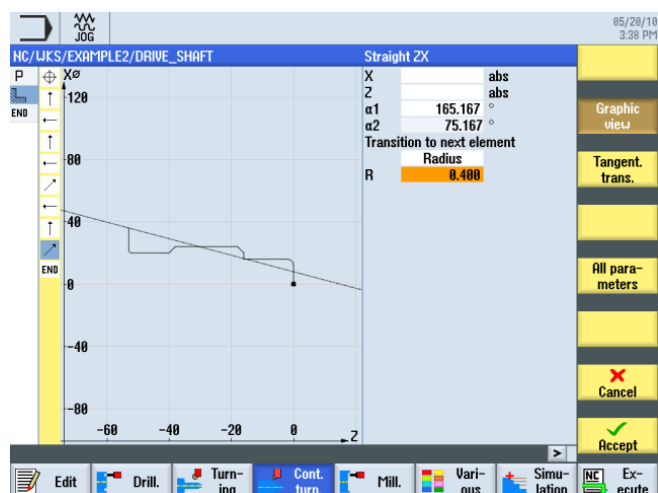 JOG
05/20/10
3:38 PM
NC/WKS/EXAMPLE2/DRIVE_SHAFT
Straight ZX
P
END
END
XØ
120
80
40
0
-40
-80
-60
-40
-20
0
Z
X abs
Z abs
α1 165.167 °
α2 75.167 °
Transition to next element
Radius
R 0.400
Graphic
view
Tangent.
trans.
All para-
meters
Cancel
Accept
>
Edit
Drill.
Turn-
ing
Cont.
turn
Mill.
Vari-
ous
Simu-
lation
NC
Ex-
ecute